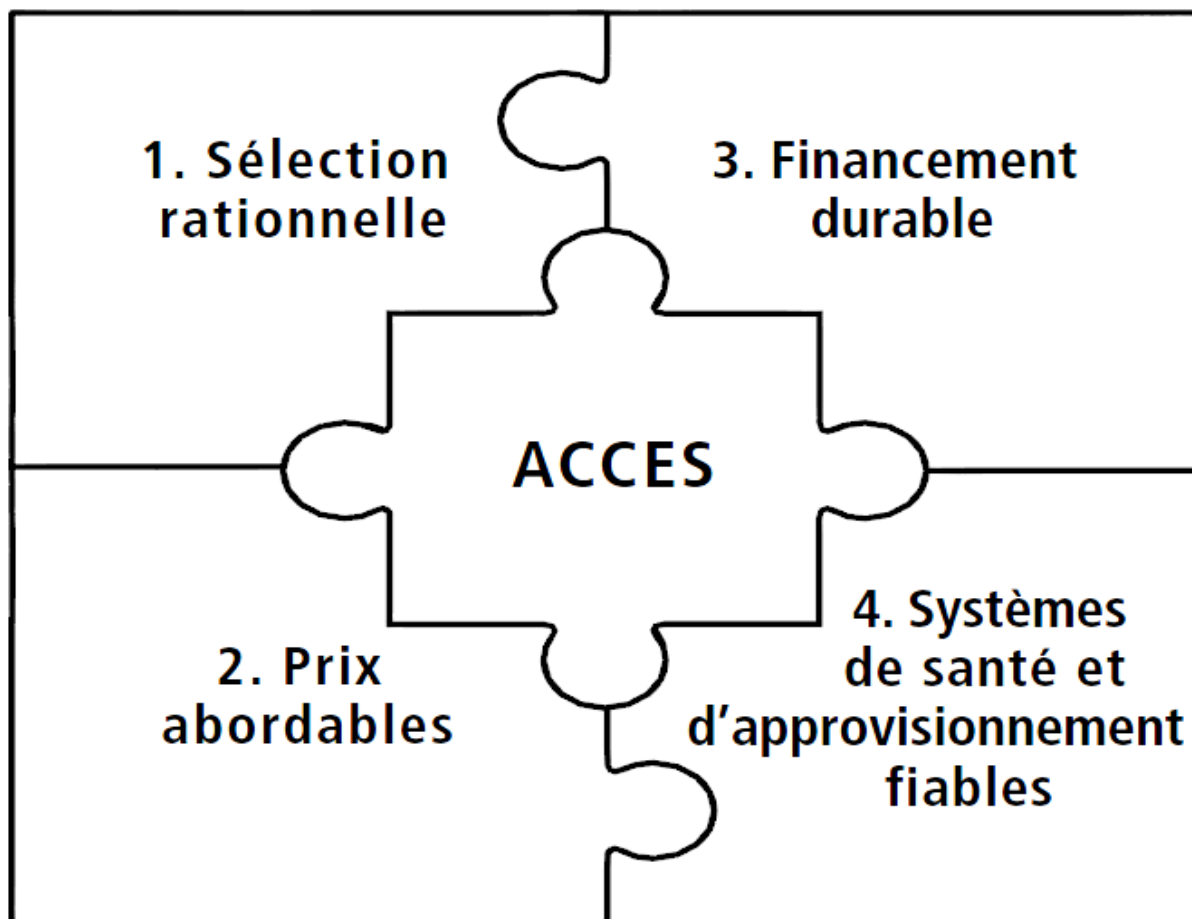 1. Sélection
rationnelle
3. Financement
durable
ACCES
2. Prix
abordables
4. Systèmes
de santé et
d’approvisionnement
fiables